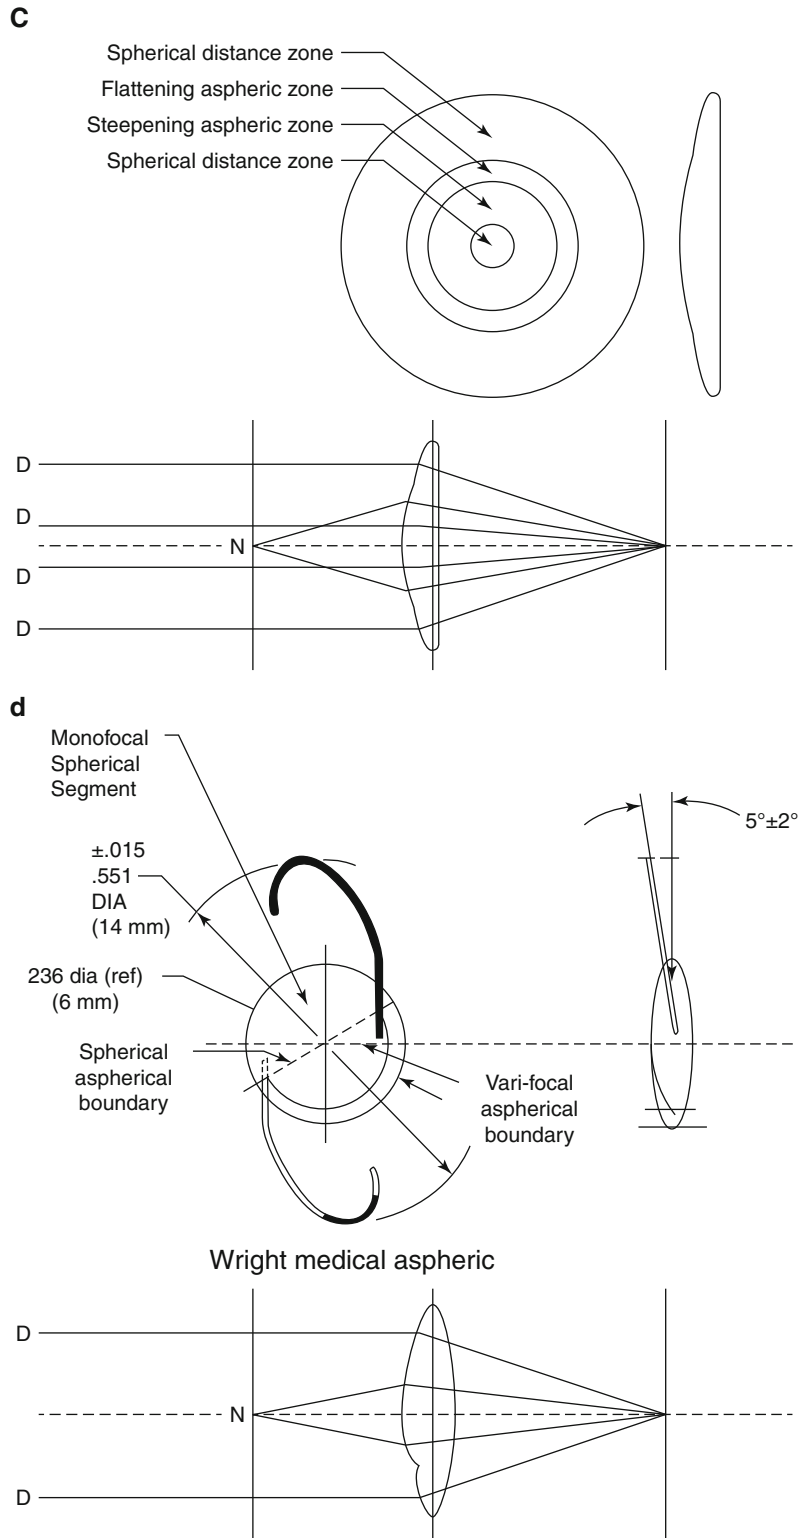 C
Spherical distance zone
Flattening aspheric zone
Steepening aspheric zone
Spherical distance zone
D
D
N
D
D
d
Monofocal
Spherical
Segment
5°±2°
±.015
.551
DIA
(14 mm)
236 dia (ref)
(6 mm)
Spherical
aspherical
boundary
Vari-focal
aspherical
boundary
Wright medical aspheric
D
N
D